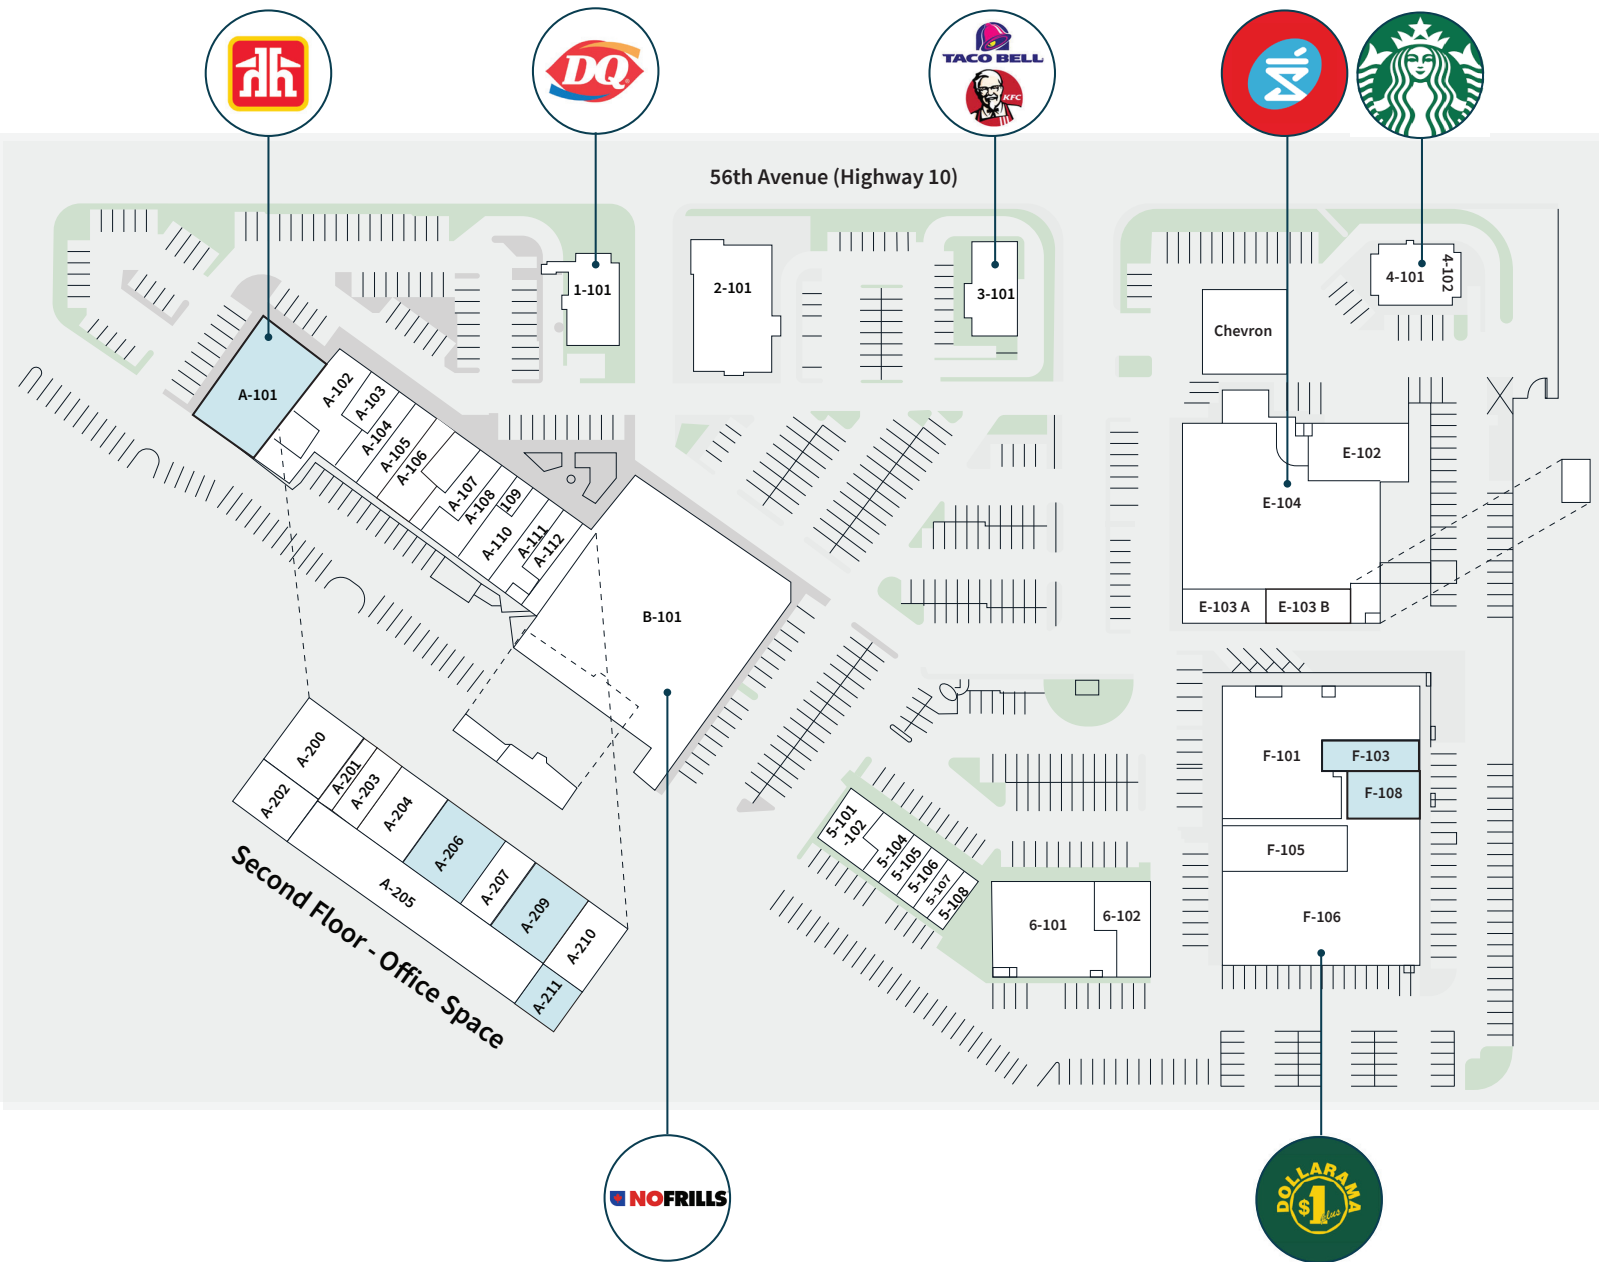 DQ
TACO BELL
KFC
56th Avenue (Highway 10)
1-101
2-101
3-101
4-101
4-102
Chevron
A-101
A-102
A-103
A-104
A-105
A-106
A-107
A-108
109
A-110
A-111
A-112
B-101
E-102
E-104
E-103 A
E-103 B
A-200
A-201
A-202
A-203
A-204
A-205
A-206
A-207
A-209
A-210
A-211
Second Floor - Office Space
5-101
-102
5-104
5-105
5-106
5-107
5-108
6-101
6-102
F-101
F-103
F-108
F-105
F-106
NOFRILLS
DOLLARAMA
$1
plus